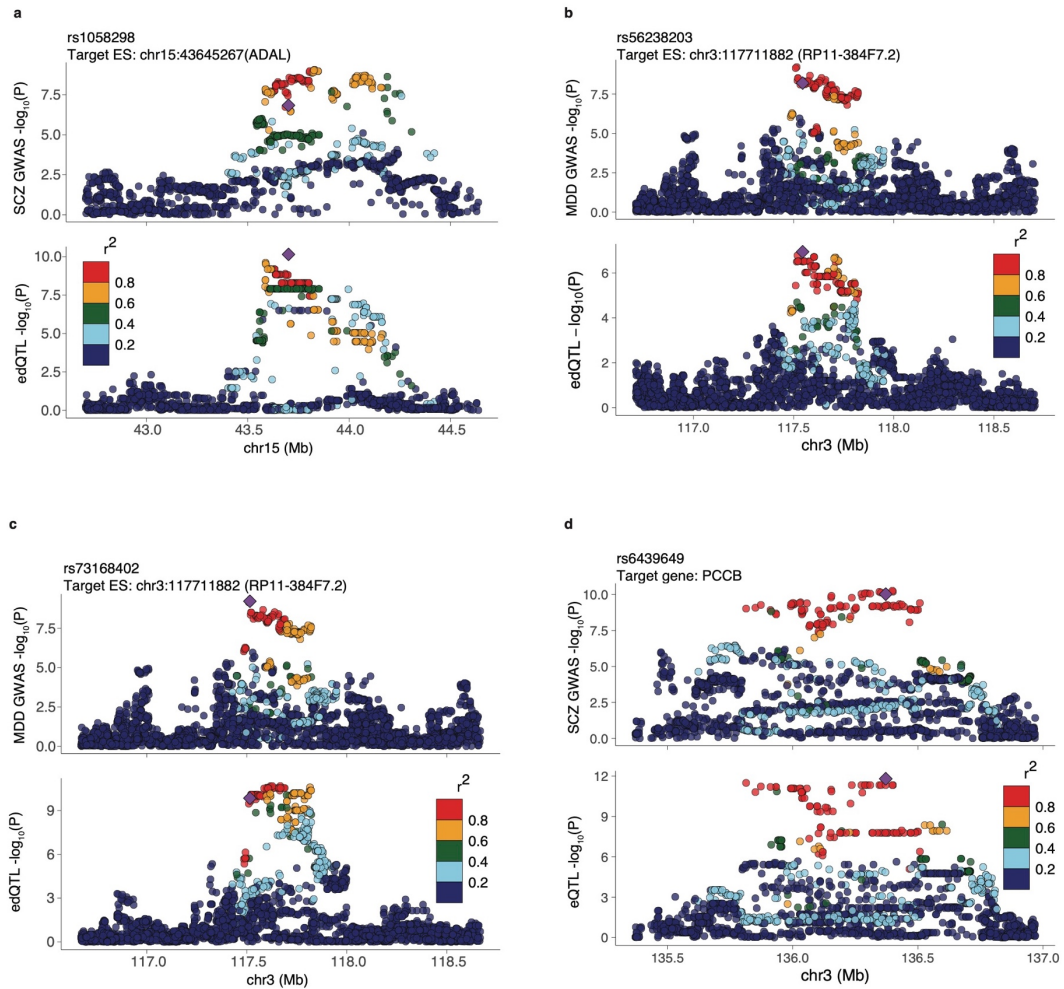 a
rs1058298
Target ES: chr15:43645267(ADAL)
SCZ GWAS -log10(P)
7.5
5.0
2.5
0.0
edQTL -log10(P)
10.0
7.5
5.0
2.5
0.0
r2
0.8
0.6
0.4
0.2
43.0 43.5 44.0 44.5
chr15 (Mb)
b
rs56238203
Target ES: chr3:117711882 (RP11-384F7.2)
MDD GWAS -log10(P)
7.5
5.0
2.5
0.0
edQTL −log10(P)
6
4
2
0
r2
0.8
0.6
0.4
0.2
117.0 117.5 118.0 118.5
chr3 (Mb)
c
rs73168402
Target ES: chr3:117711882 (RP11-384F7.2)
MDD GWAS -log10(P)
7.5
5.0
2.5
0.0
edQTL -log10(P)
9
6
3
0
r2
0.8
0.6
0.4
0.2
117.0 117.5 118.0 118.5
chr3 (Mb)
d
rs6439649
Target gene: PCCB
SCZ GWAS -log10(P)
10.0
7.5
5.0
2.5
0.0
eQTL -log10(P)
12
9
6
3
0
r2
0.8
0.6
0.4
0.2
135.5 136.0 136.5 137.0
chr3 (Mb)